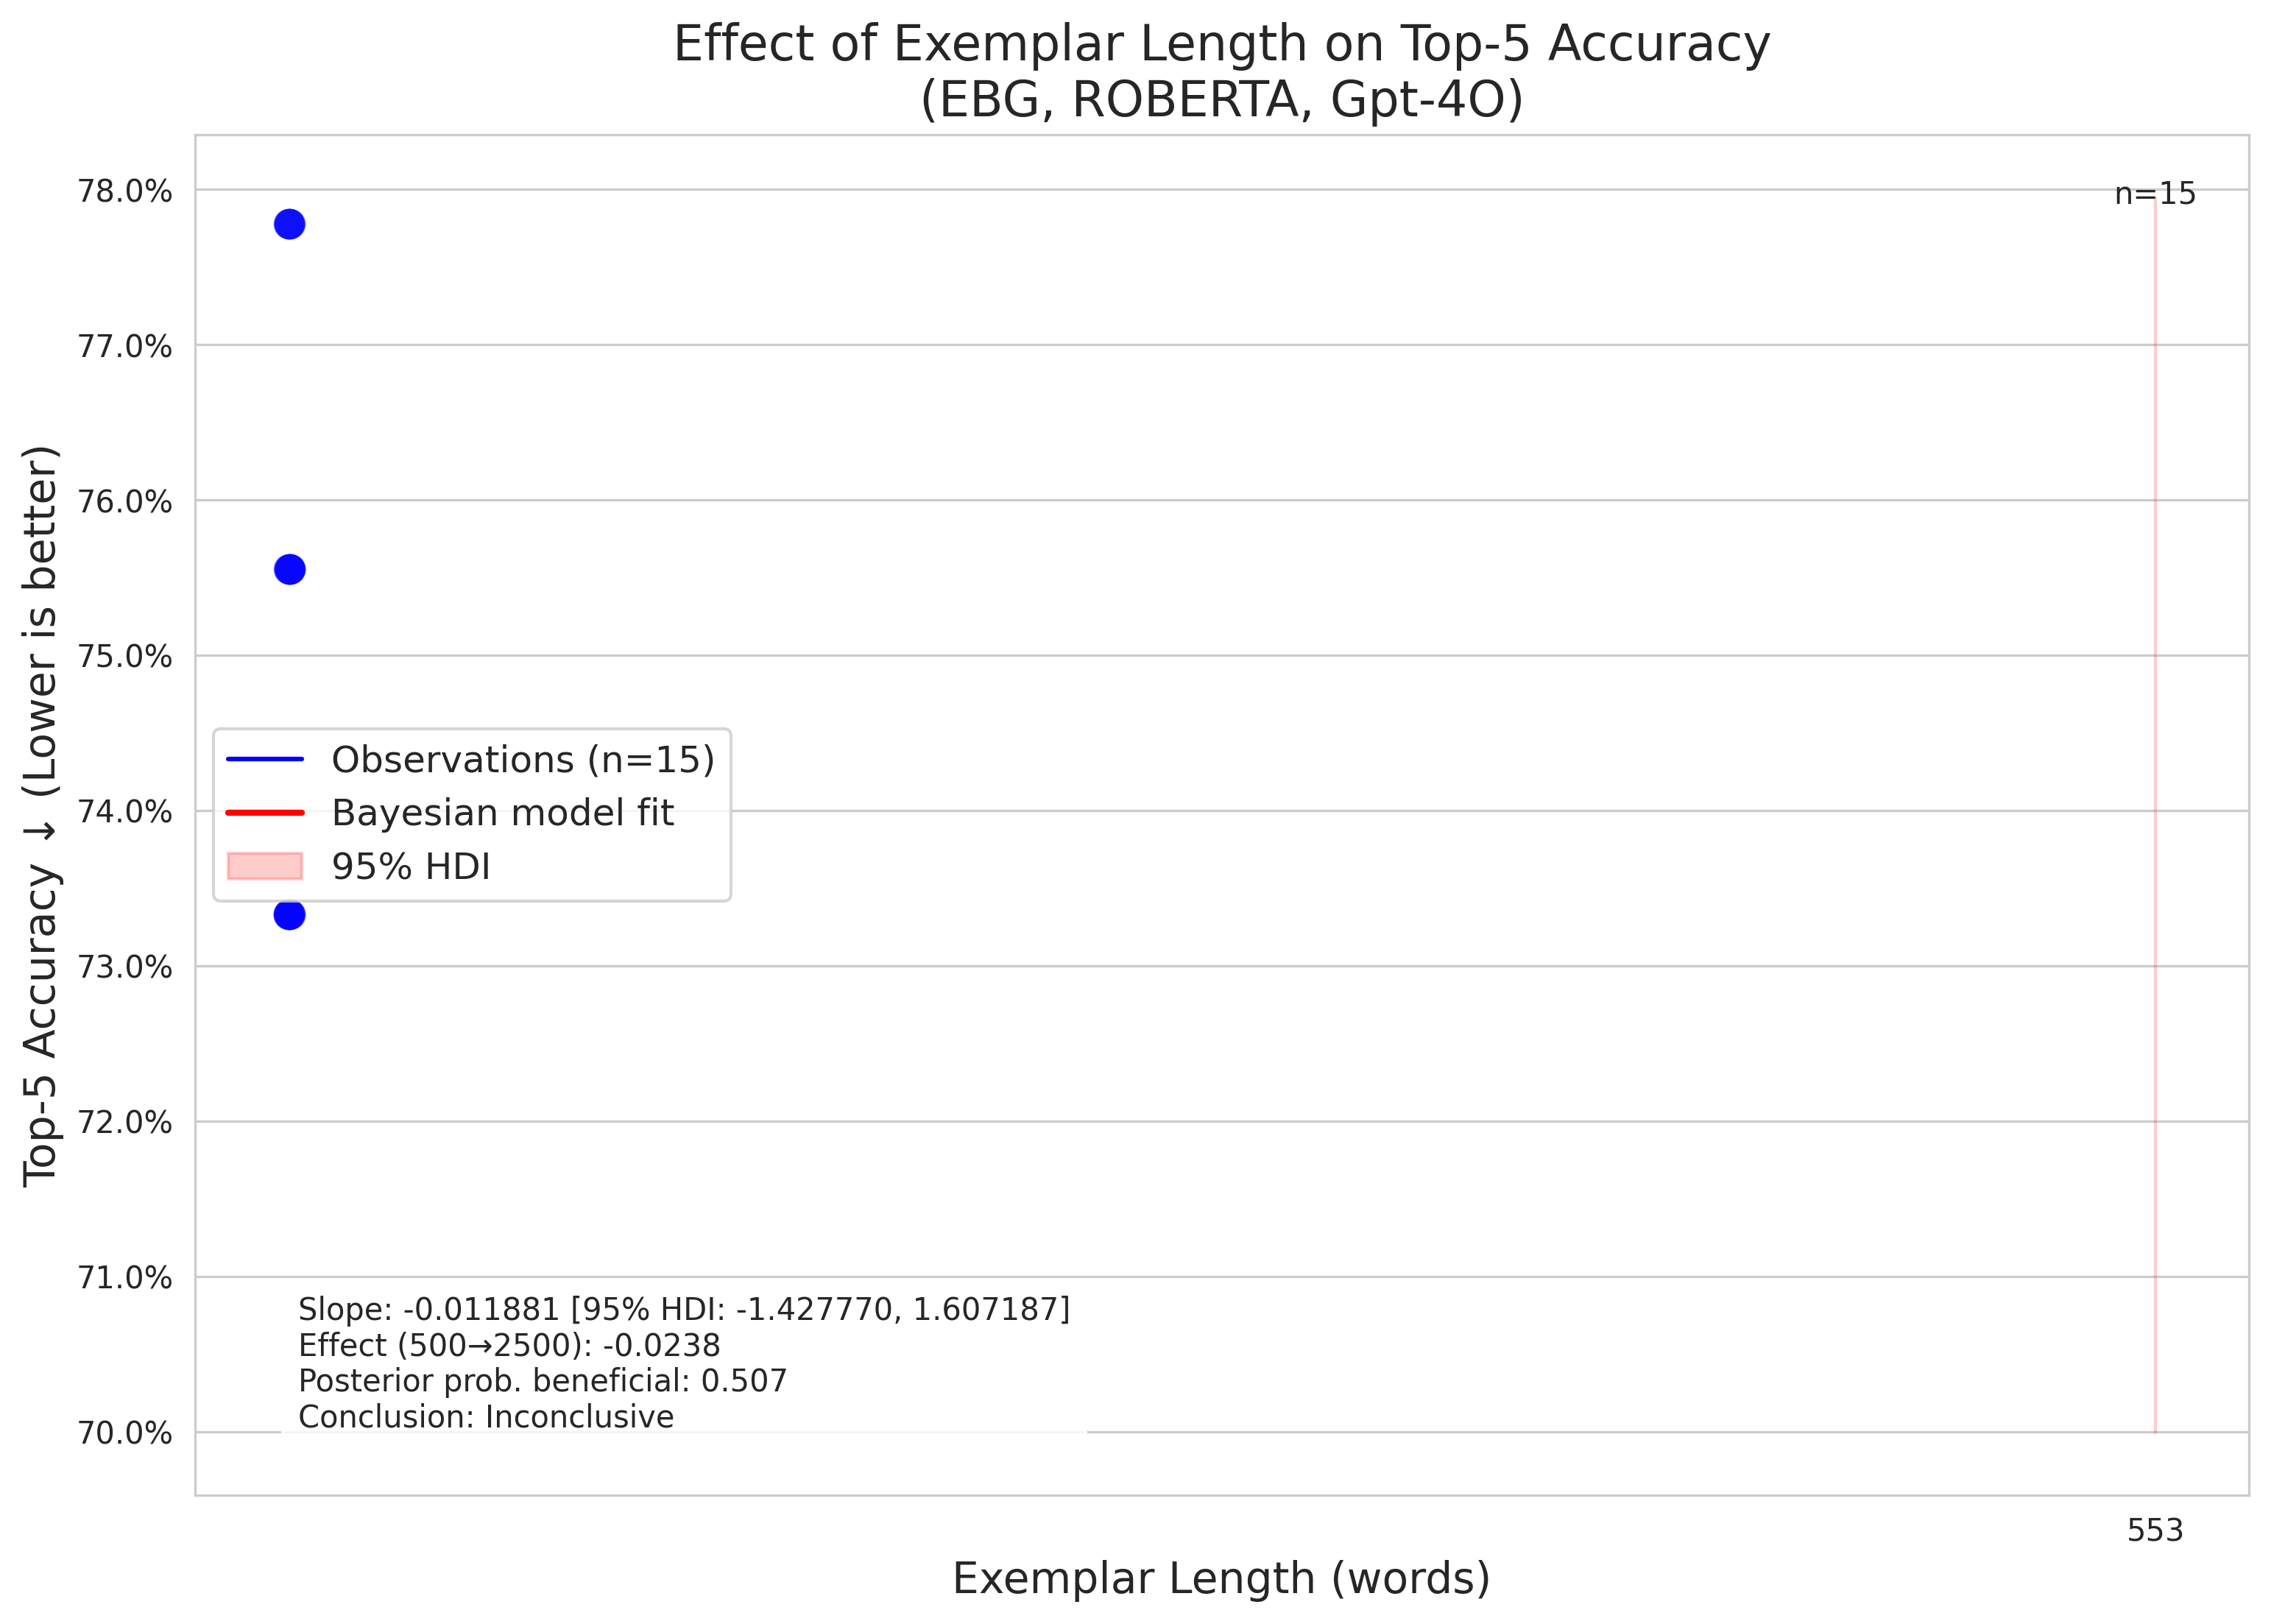 Effect of Exemplar Length on Top-5 Accuracy
(EBG, ROBERTA, Gpt-4O)
Top-5 Accuracy ↓ (Lower is better)
78.0%
77.0%
76.0%
75.0%
74.0%
73.0%
72.0%
71.0%
70.0%
n=15
Observations (n=15)
Bayesian model fit
95% HDI
Slope: -0.011881 [95% HDI: -1.427770, 1.607187]
Effect (500→2500): -0.0238
Posterior prob. beneficial: 0.507
Conclusion: Inconclusive
553
Exemplar Length (words)